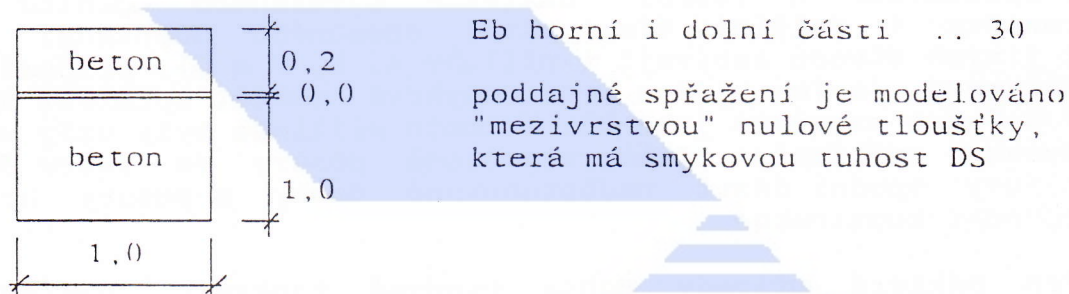 Eb horní i dolní části .. 30
beton
0,2
0,0
poddajné spřažení je modelováno
"mezivrstvou" nulové tloušťky,
beton
která má smykovou tuhost DS
1,0
1,0